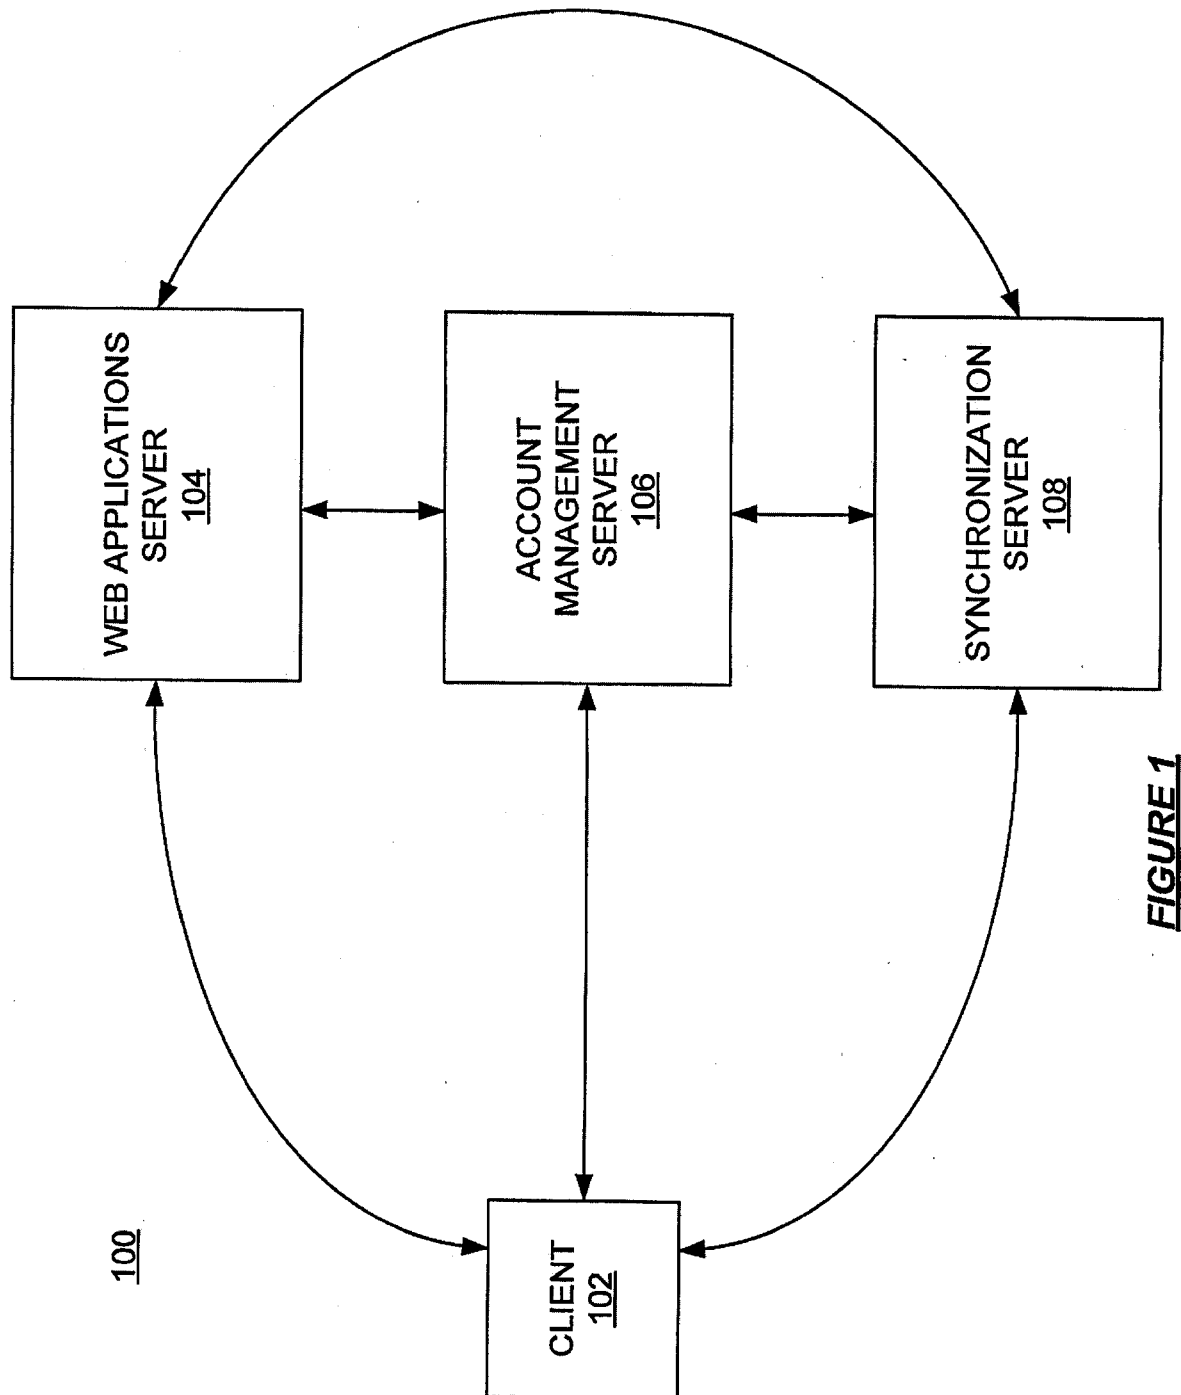 100
CLIENT
102
WEB APPLICATIONS
SERVER
104
ACCOUNT
MANAGEMENT
SERVER
106
SYNCHRONIZATION
SERVER
108
FIGURE 1